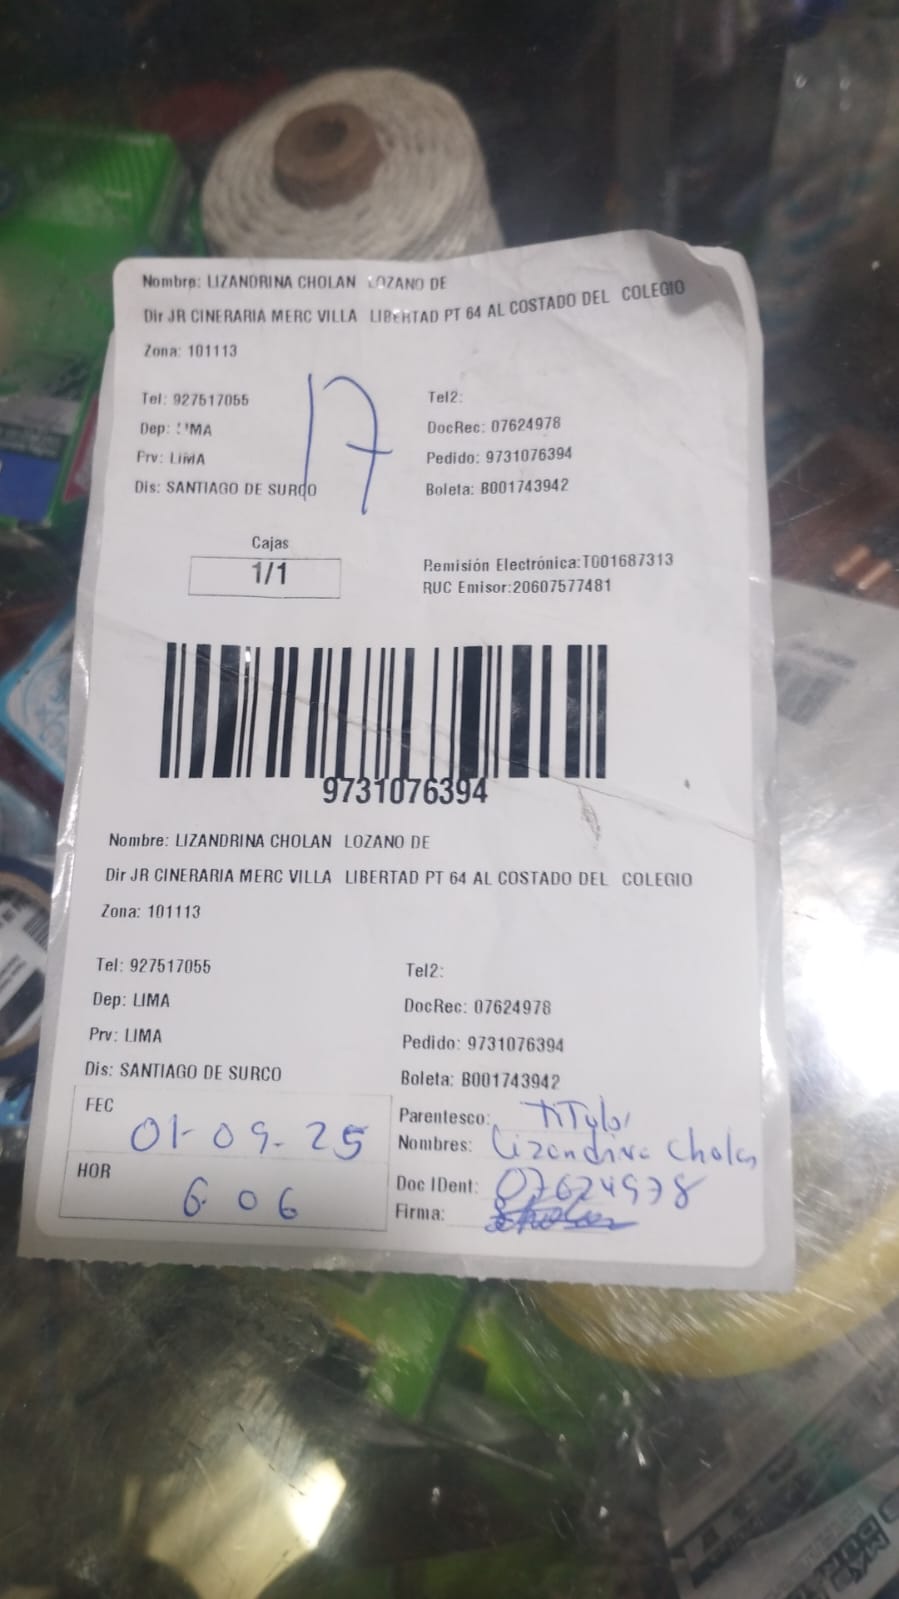 Nombre: LIZANDRINA CHOLAN LOZANO DE
Dir JR CINERARIA MERC VILLA LIBERTAD PT 64 AL COSTADO DEL COLEGIO
Zona: 101113
Tel: 927517055
Tel2:
17
Dep: LIMA
DocRec: 07624978
Prv: LIMA
Pedido: 9731076394
Dis: SANTIAGO DE SURCO
Boleta: B001743942
Cajas
1/1
Remisión Electrónica:T001687313
RUC Emisor:20607577481
9731076394
Nombre: LIZANDRINA CHOLAN LOZANO DE
Dir JR CINERARIA MERC VILLA LIBERTAD PT 64 AL COSTADO DEL COLEGIO
Zona: 101113
Tel: 927517055
Tel2:
Dep: LIMA
DocRec: 07624978
Prv: LIMA
Pedido: 9731076394
Dis: SANTIAGO DE SURCO
Boleta: B001743942
FEC
01-09-25
HOR
6 06
Parentesco: TiTylor
Nombres: Lizandrina Cholan
Doc IDent: 07624978
Firma: Cholan